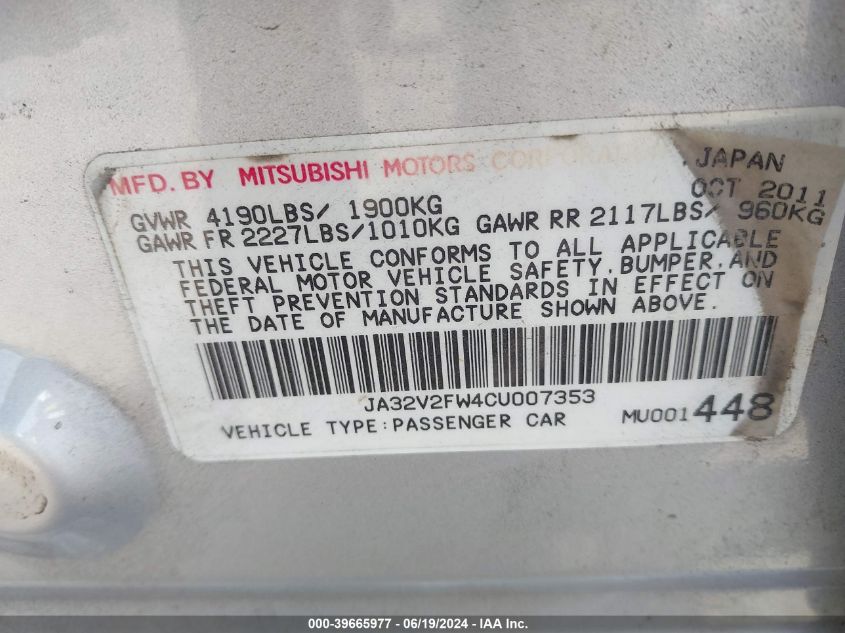 MFD. BY MITSUBISHI MOTORS CORPORATION, JAPAN
OCT 2011
GVWR 4190LBS/ 1900KG
GAWR FR 2227LBS/1010KG GAWR RR 2117LBS/ 960KG
THIS VEHICLE CONFORMS TO ALL APPLICABLE
FEDERAL MOTOR VEHICLE SAFETY, BUMPER, AND
THEFT PREVENTION STANDARDS IN EFFECT ON
THE DATE OF MANUFACTURE SHOWN ABOVE.
JA32V2FW4CU007353
VEHICLE TYPE:PASSENGER CAR MU001448
000-39665977 - 06/19/2024 - IAA Inc.